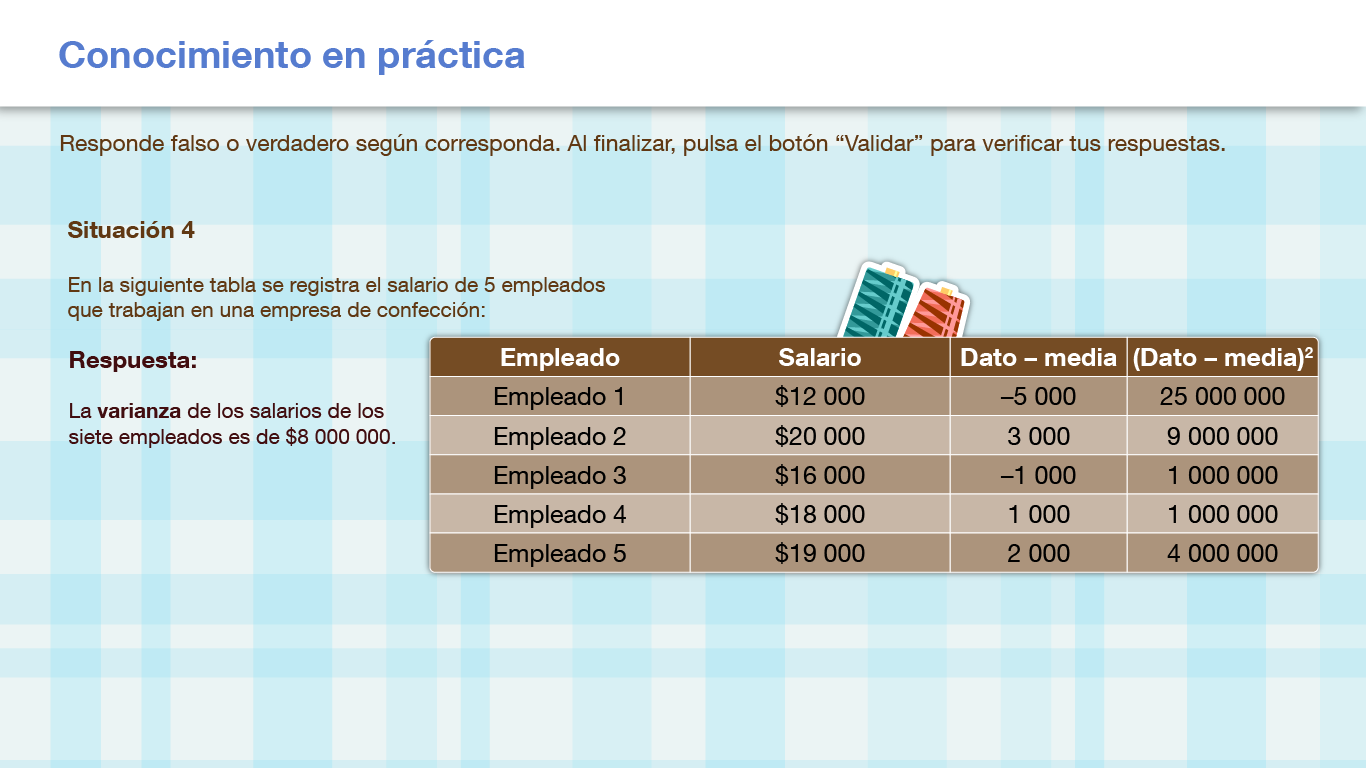 Conocimiento en práctica
Responde falso o verdadero según corresponda. Al finalizar, pulsa el botón “Validar” para verificar tus respuestas.
Situación 4
En la siguiente tabla se registra el salario de 5 empleados
que trabajan en una empresa de confección:
Respuesta:
La varianza de los salarios de los
siete empleados es de $8 000 000.
Empleado Salario Dato – media (Dato – media)²
Empleado 1 $12 000 –5 000 25 000 000
Empleado 2 $20 000 3 000 9 000 000
Empleado 3 $16 000 –1 000 1 000 000
Empleado 4 $18 000 1 000 1 000 000
Empleado 5 $19 000 2 000 4 000 000